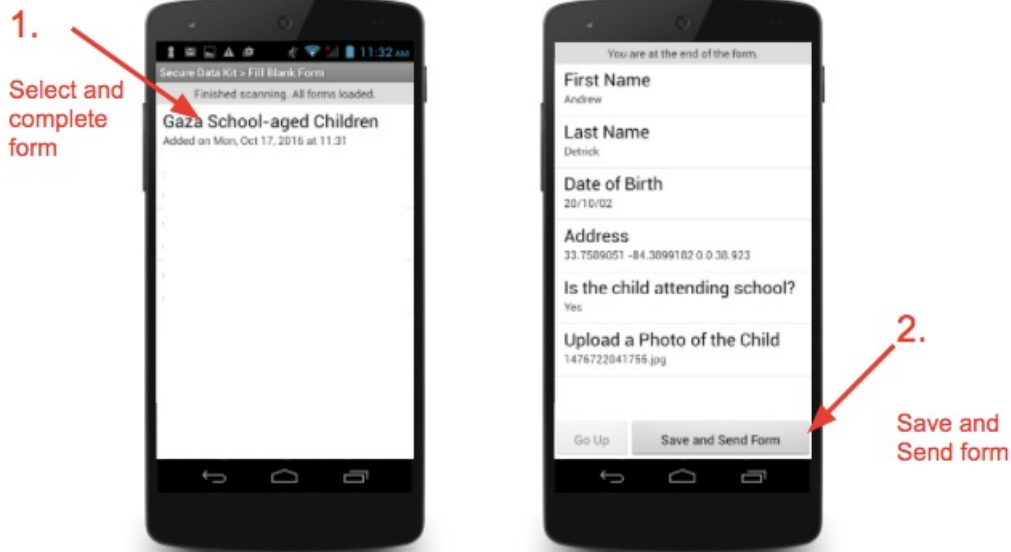 1.
Select and
complete
form
11:32 AM
Secure Data Kit > Fill Blank Form
Finished scanning. All forms loaded.
Gaza School-aged Children
Added on Mon, Oct 17, 2016 at 11:31
You are at the end of the form.
First Name
Andrew
Last Name
Detrick
Date of Birth
20/10/02
Address
33.7589051 -84.3899182 0.0 38.923
Is the child attending school?
Yes
Upload a Photo of the Child
1476722041755.jpg
Go Up
Save and Send Form
2.
Save and
Send form